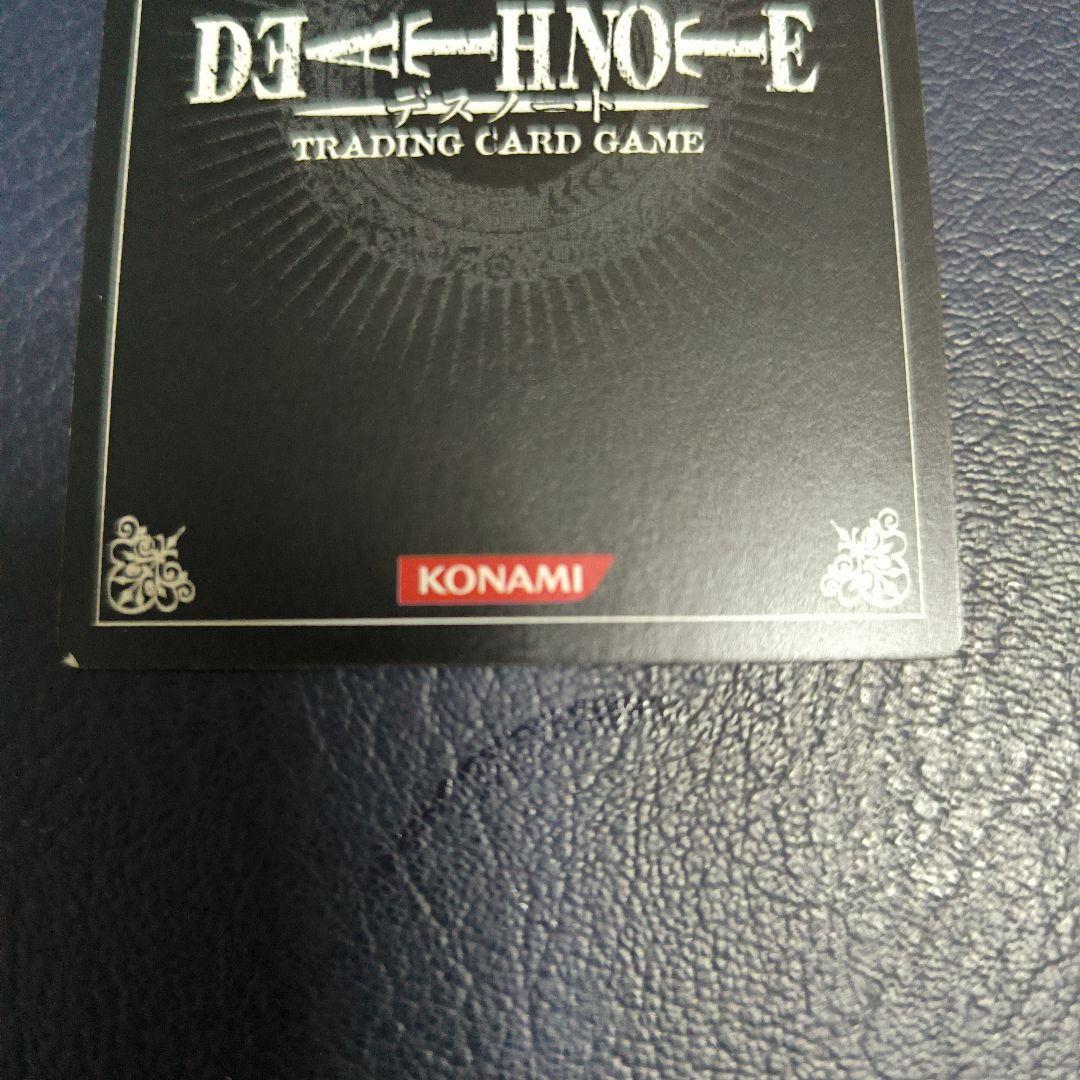 DEATH NOTE
デスノート
TRADING CARD GAME
KONAMI